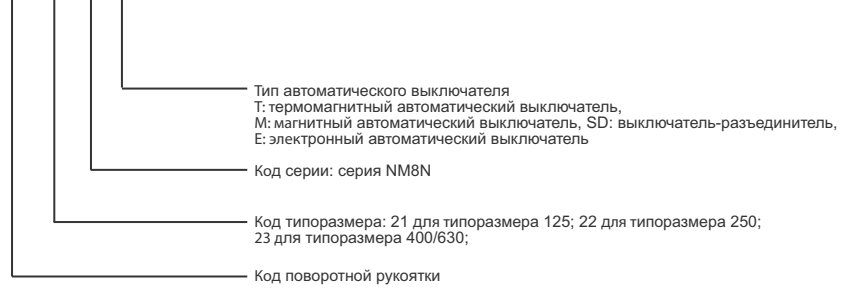 Тип автоматического выключателя
Т: термомагнитный автоматический выключатель,
М: магнитный автоматический выключатель, SD: выключатель-разъединитель,
Е: электронный автоматический выключатель
Код серии: серия NM8N
Код типоразмера: 21 для типоразмера 125; 22 для типоразмера 250;
23 для типоразмера 400/630;
Код поворотной рукоятки